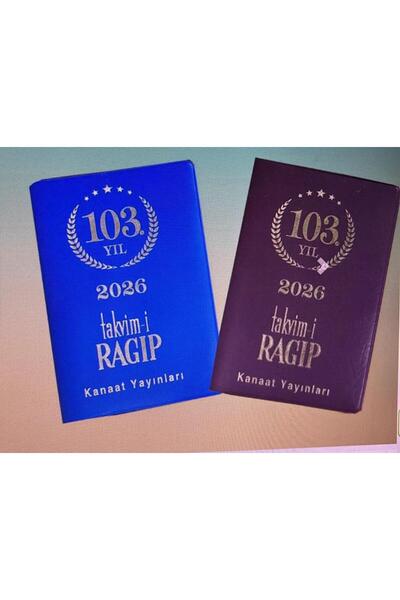 103.
YIL
2026
takvim-i
RAGIP
Kanaat Yayınları
103.
YIL
2026
takvim-i
RAGIP
Kanaat Yayınları